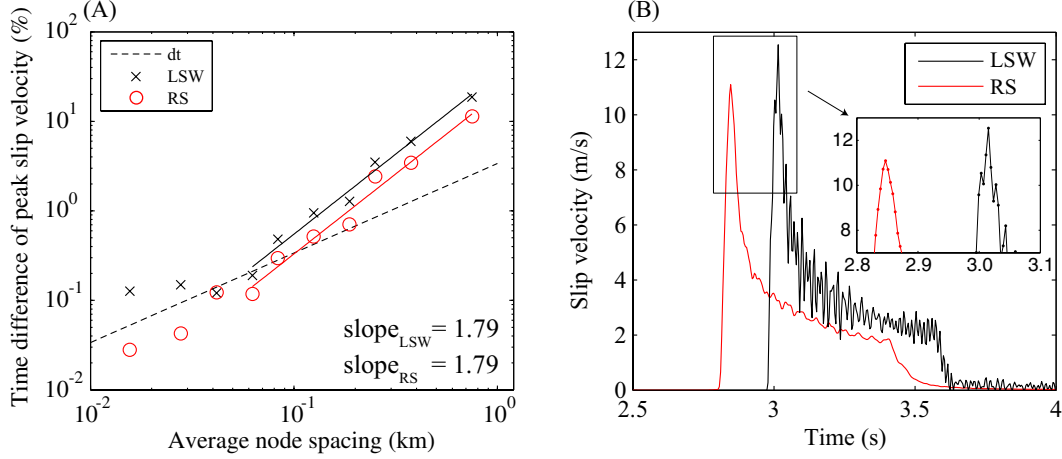 (A)
Time difference of peak slip velocity (%)
10^2
10^1
10^0
10^-1
10^-2
dt
LSW
RS
slope_LSW = 1.79
slope_RS = 1.79
10^-2
10^-1
10^0
Average node spacing (km)
(B)
Slip velocity (m/s)
12
10
8
6
4
2
0
LSW
RS
12
10
8
2.8
2.9
3.0
3.1
2.5
3
3.5
4
Time (s)